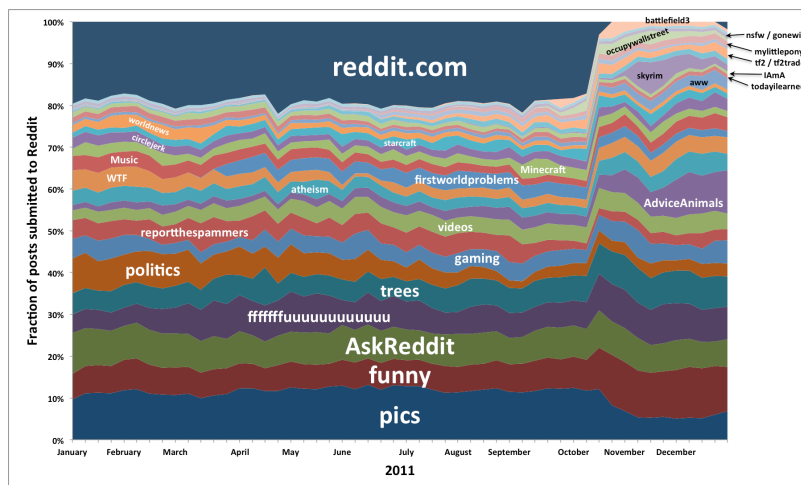 100%
90%
80%
70%
60%
50%
40%
30%
20%
10%
0%
Fraction of posts submitted to Reddit
reddit.com
battlefield3
occupywallstreet
nsfw / gonewi
mylittlepony
tf2 / tf2trade
skyrim
IAmA
aww
todayilearne
worldnews
circlejerk
starcraft
Music
WTF
Minecraft
firstworldproblems
atheism
AdviceAnimals
videos
reportthespammers
gaming
politics
trees
fffffffuuuuuuuuuuuu
AskReddit
funny
pics
January February March April May June July August September October November December
2011